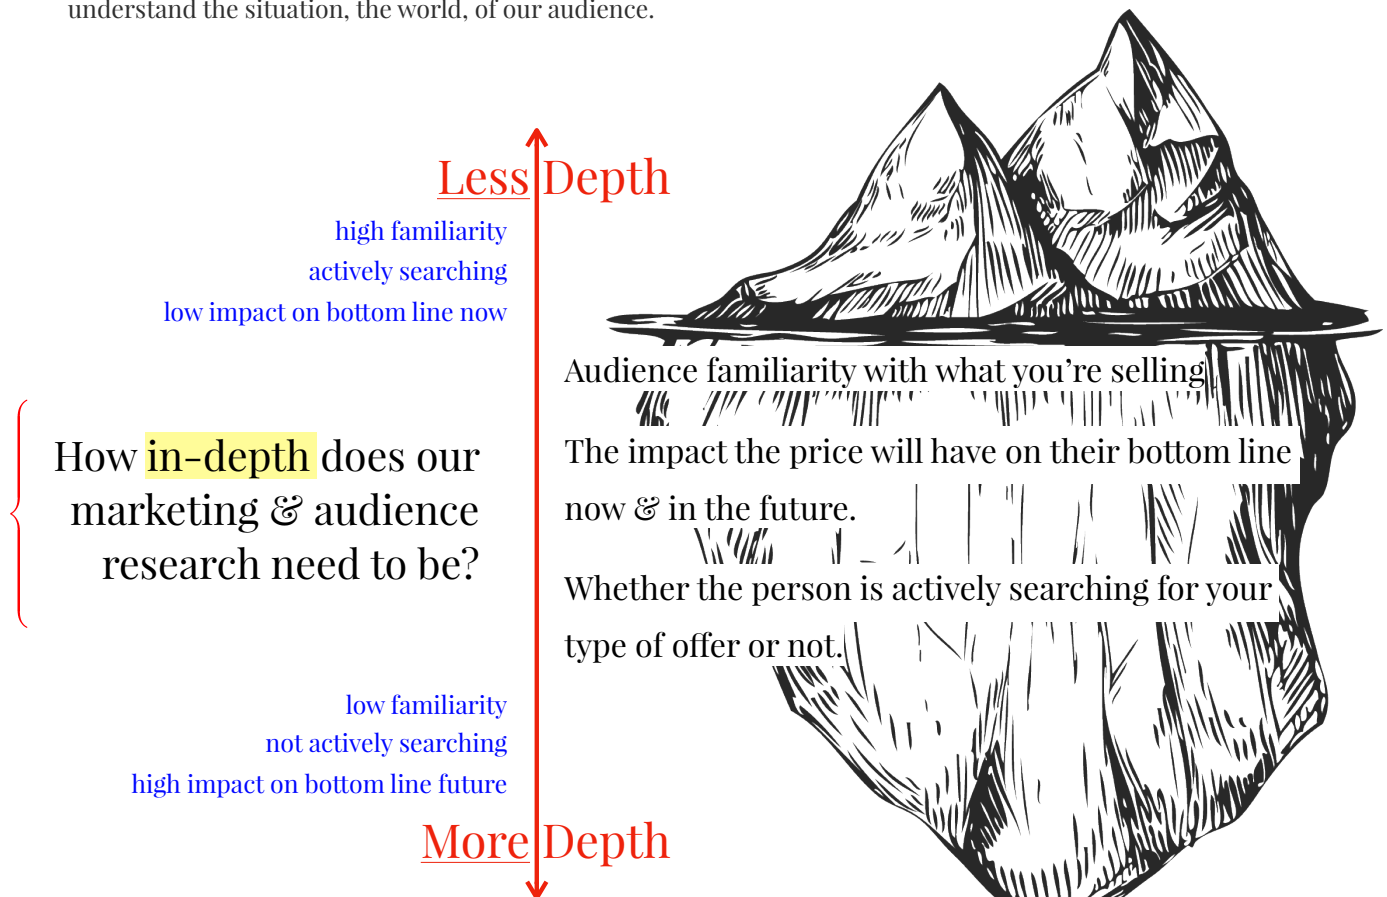 understand the situation, the world, of our audience.
Less Depth
high familiarity
actively searching
low impact on bottom line now
Audience familiarity with what you’re selling
The impact the price will have on their bottom line
now & in the future.
Whether the person is actively searching for your
type of offer or not.
How in-depth does our
marketing & audience
research need to be?
low familiarity
not actively searching
high impact on bottom line future
More Depth